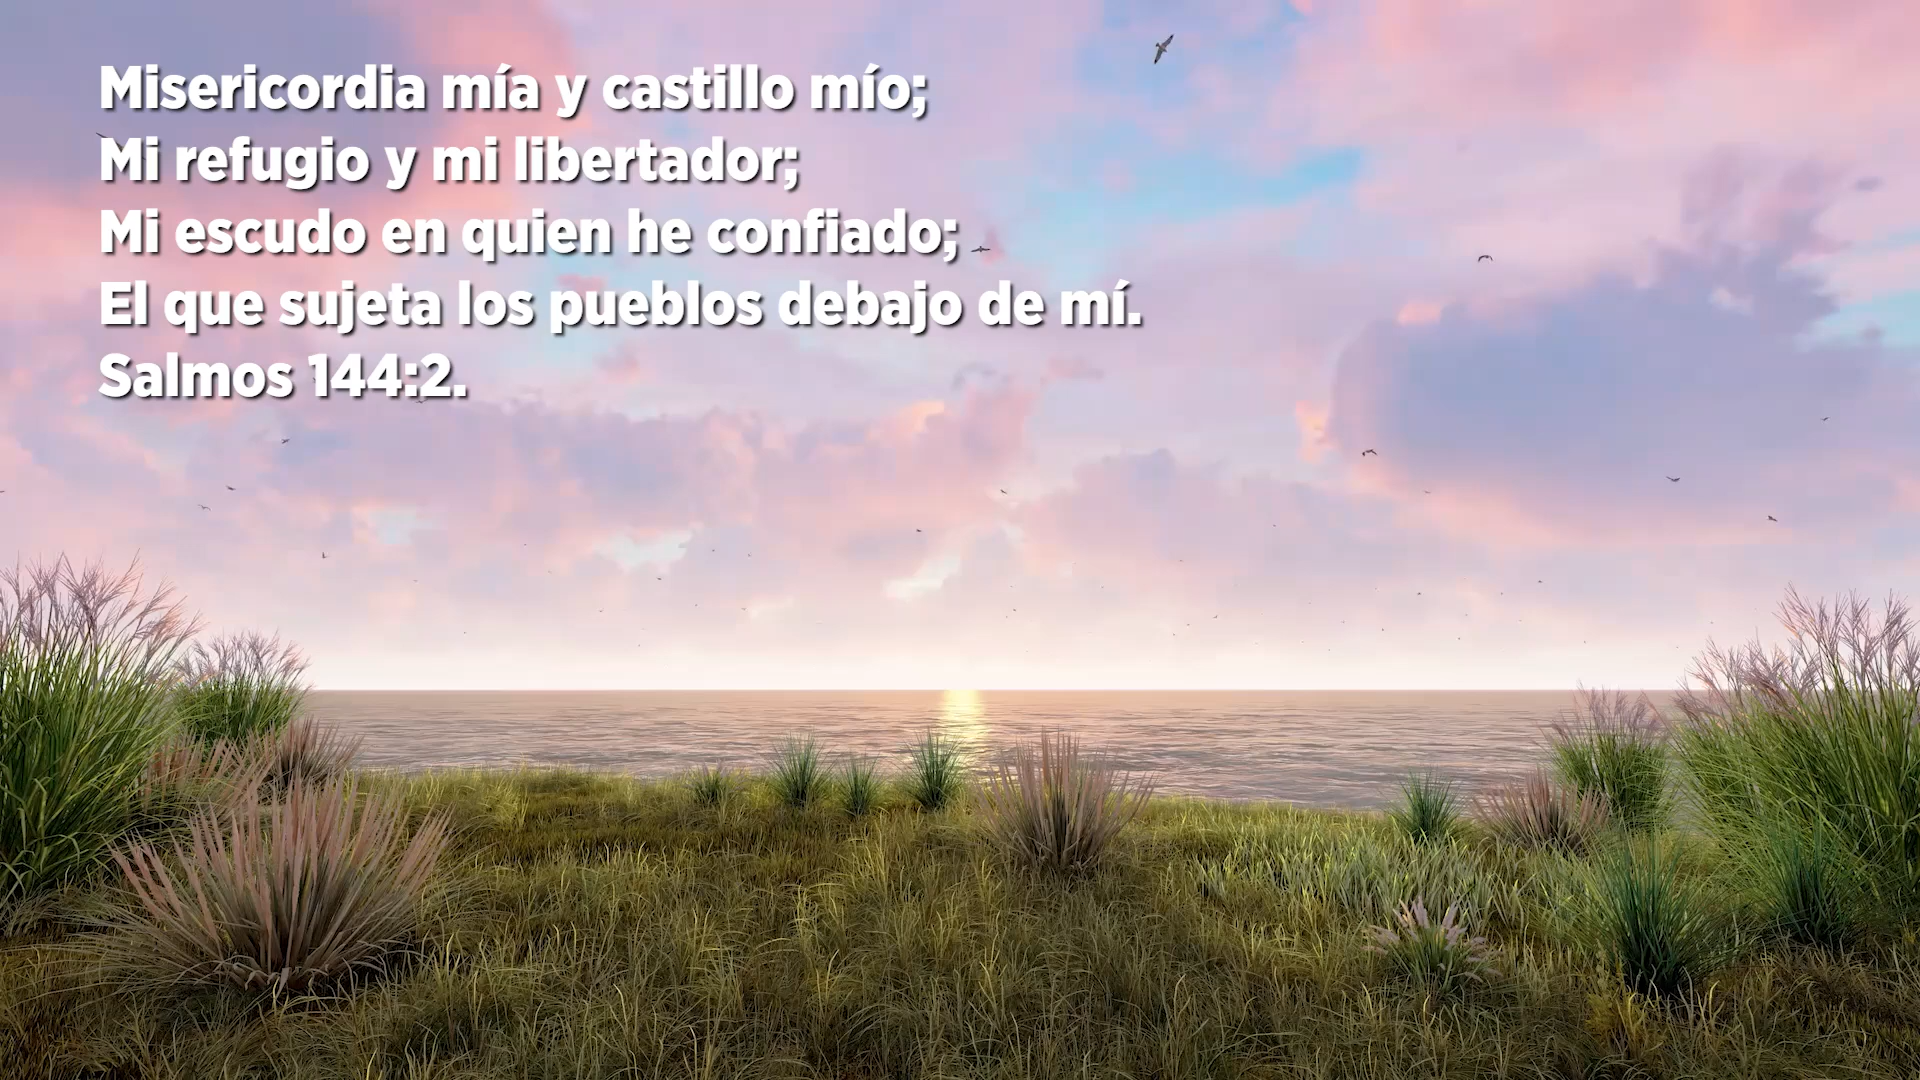 Misericordia mía y castillo mío;
Mi refugio y mi libertador;
Mi escudo en quien he confiado;
El que sujeta los pueblos debajo de mí.
Salmos 144:2.